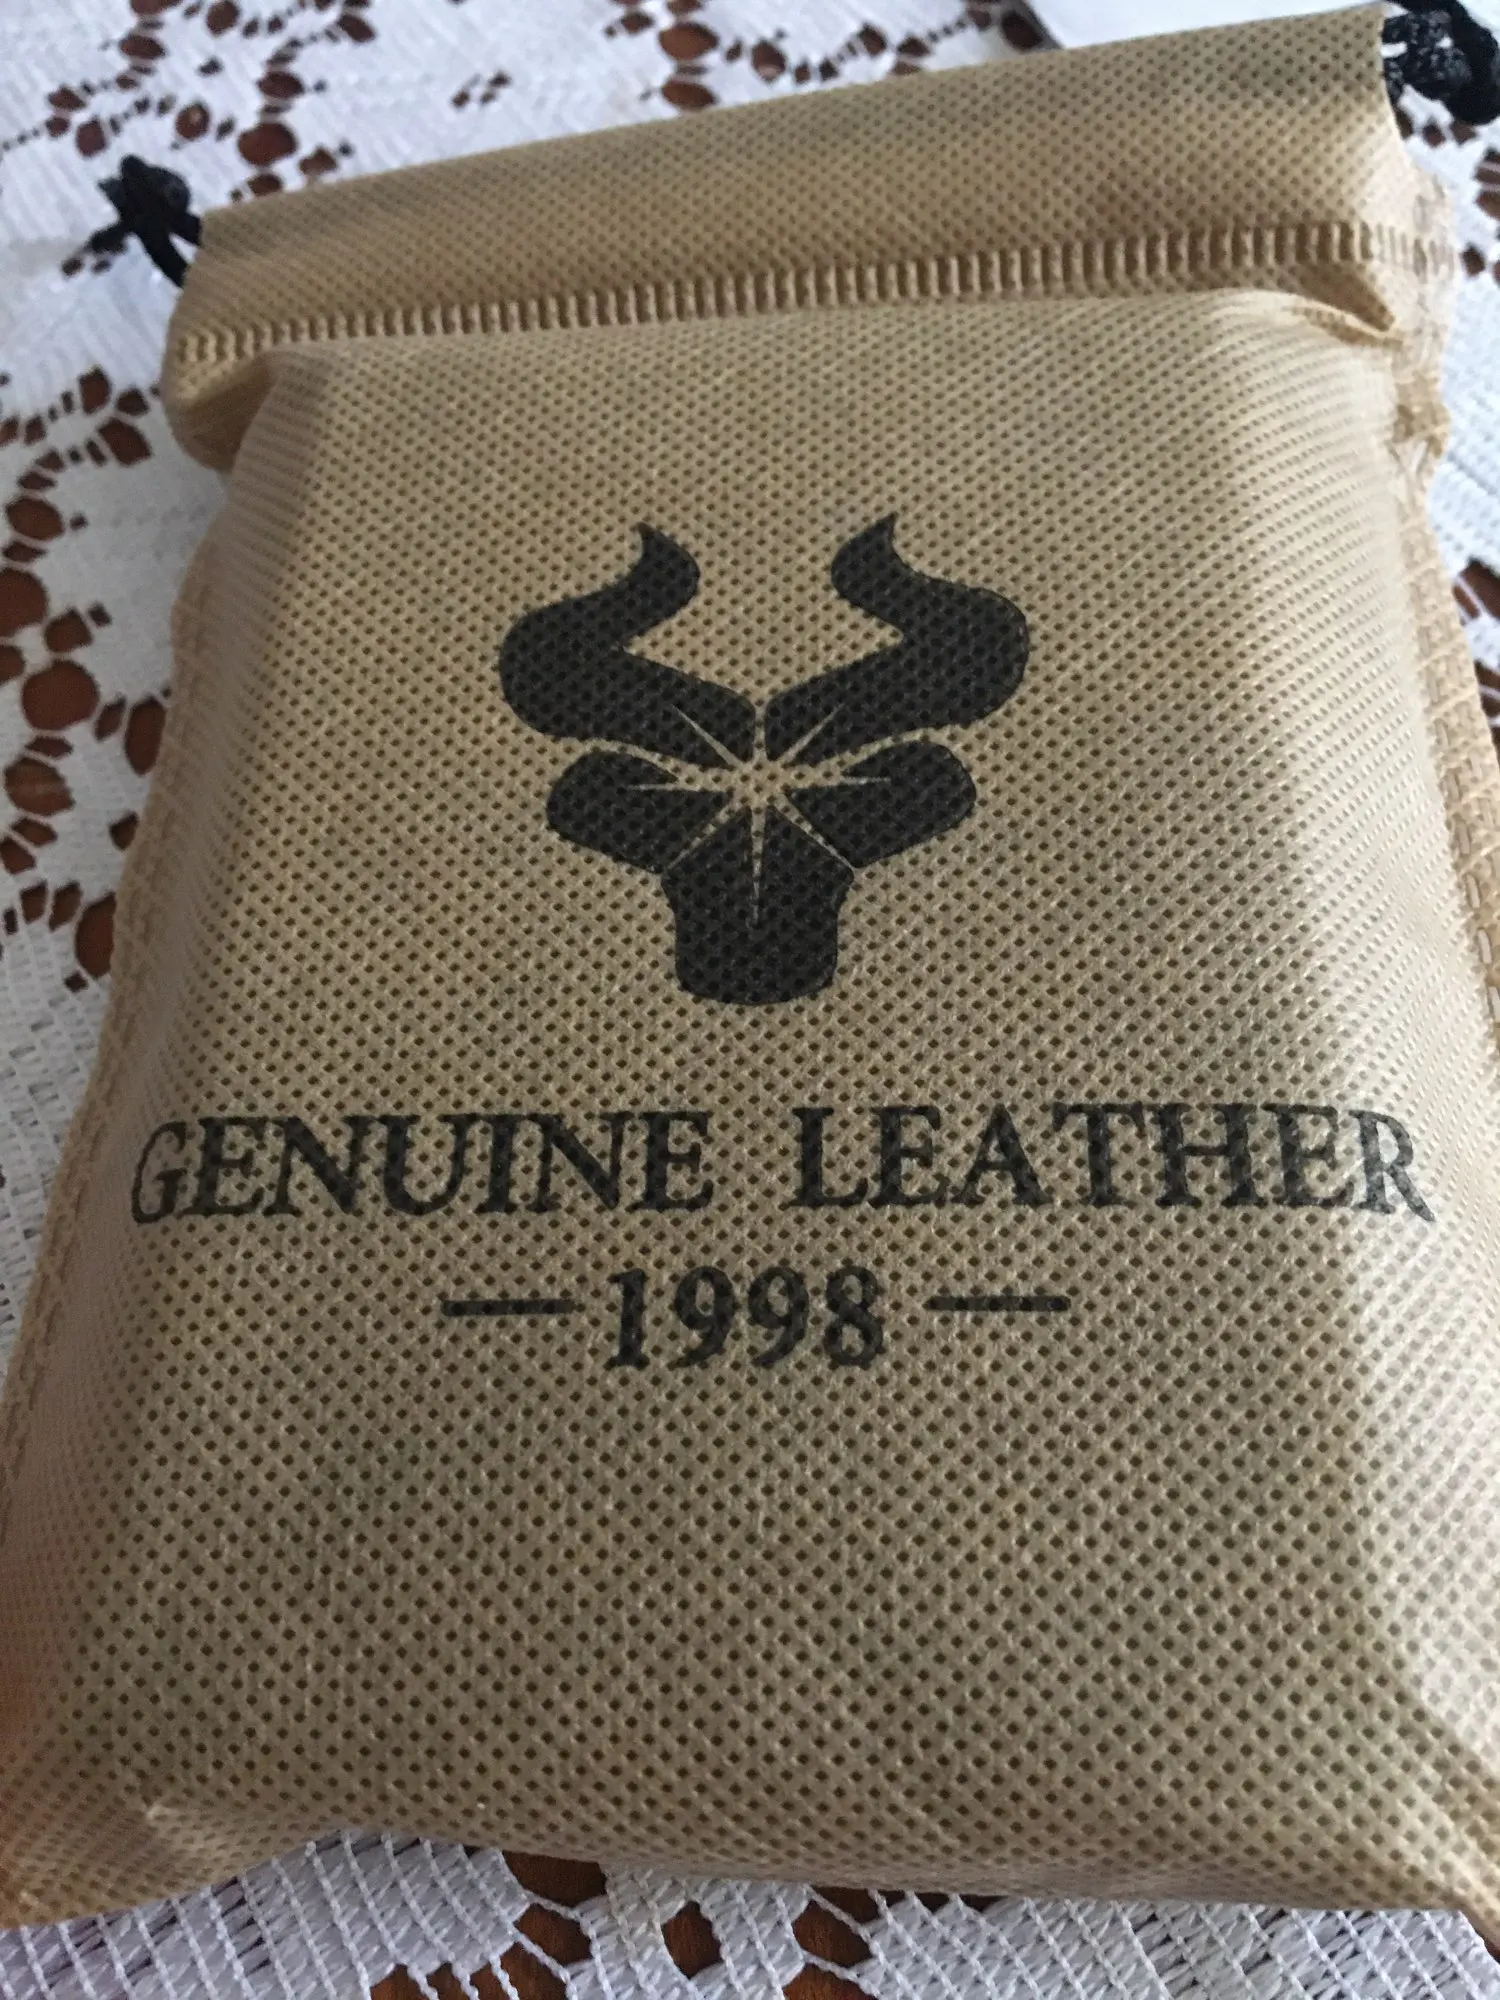 GENUINE LEATHER
— 1998 —